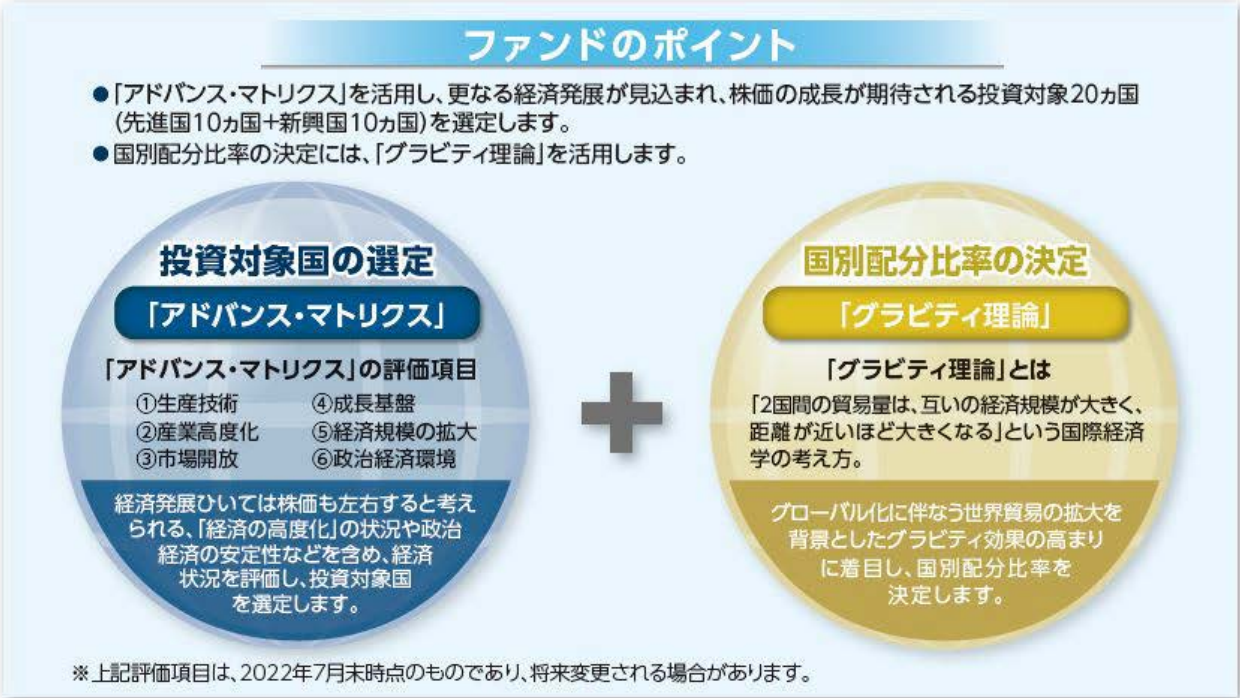 ファンドのポイント
●「アドバンス・マトリクス」を活用し、更なる経済発展が見込まれ、株価の成長が期待される投資対象20ヵ国
(先進国10ヵ国+新興国10ヵ国)を選定します。
●国別配分比率の決定には、「グラビティ理論」を活用します。
投資対象国の選定
「アドバンス・マトリクス」
「アドバンス・マトリクス」の評価項目
①生産技術 ④成長基盤
②産業高度化 ⑤経済規模の拡大
③市場開放 ⑥政治経済環境
経済発展ひいては株価も左右すると考え
られる、「経済の高度化」の状況や政治
経済の安定性などを含め、経済
状況を評価し、投資対象国
を選定します。
+
国別配分比率の決定
「グラビティ理論」
「グラビティ理論」とは
「2国間の貿易量は、互いの経済規模が大きく、
距離が近いほど大きくなる」という国際経済
学の考え方。
グローバル化に伴なう世界貿易の拡大を
背景としたグラビティ効果の高まり
に着目し、国別配分比率を
決定します。
※上記評価項目は、2022年7月末時点のものであり、将来変更される場合があります。